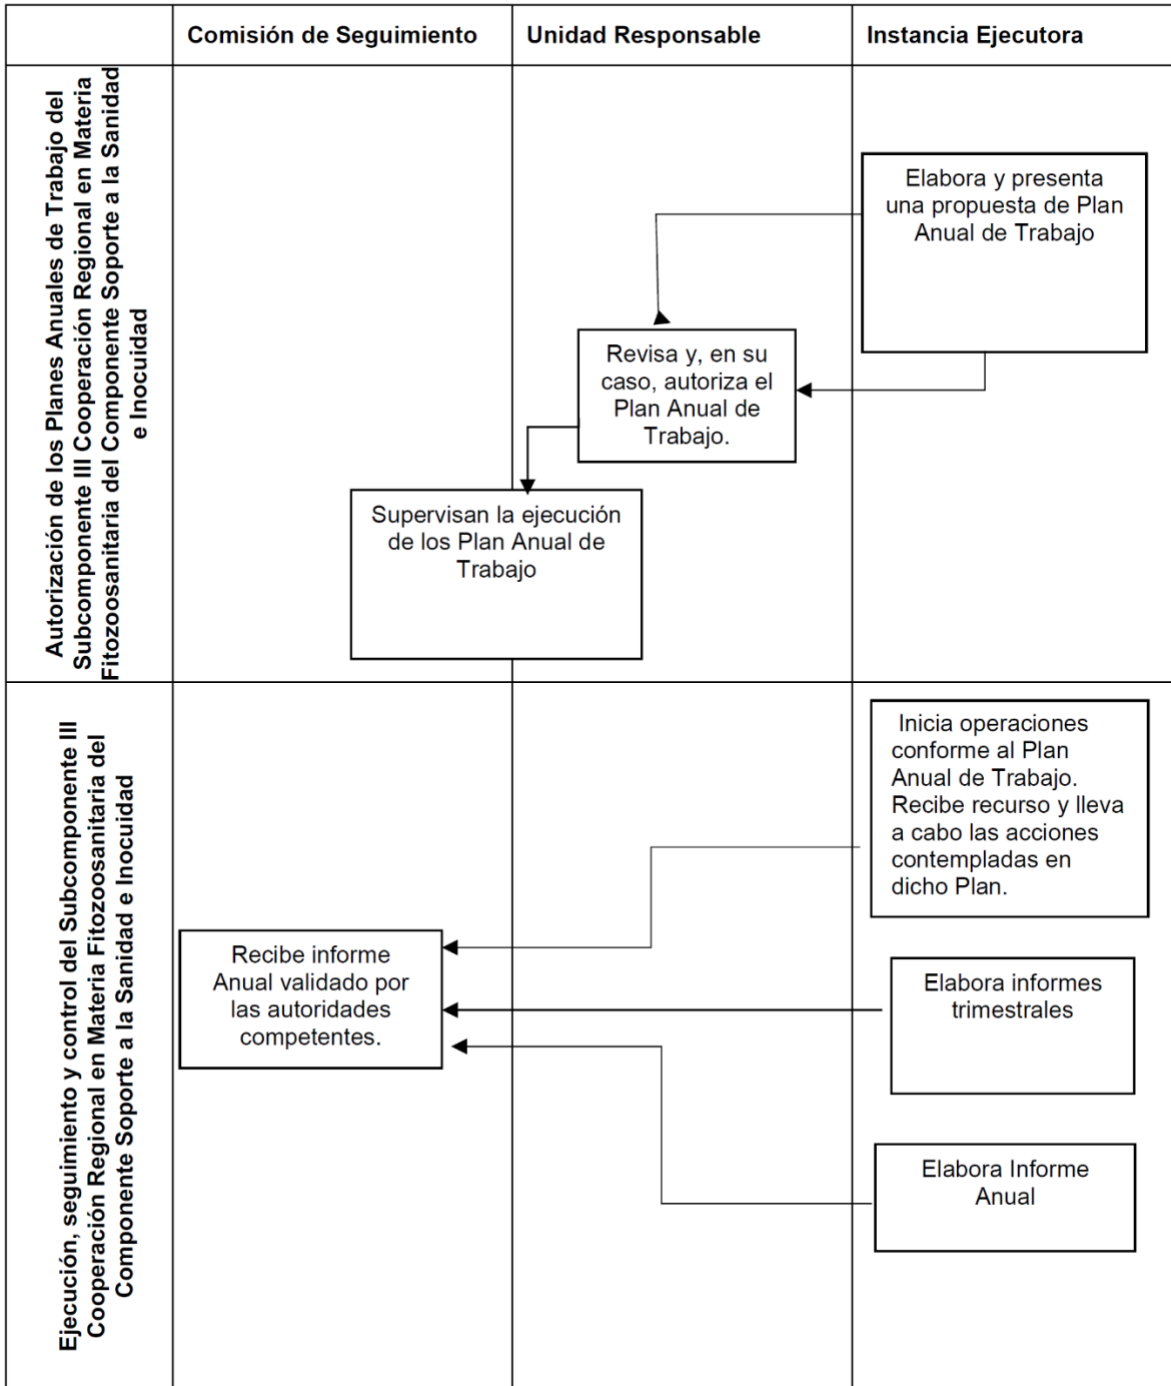 Comisión de Seguimiento
Unidad Responsable
Instancia Ejecutora
Autorización de los Planes Anuales de Trabajo del
Subcomponente III Cooperación Regional en Materia
Fitozoosanitaria del Componente Soporte a la Sanidad
e Inocuidad
Elabora y presenta
una propuesta de Plan
Anual de Trabajo
Revisa y, en su
caso, autoriza el
Plan Anual de
Trabajo.
Supervisan la ejecución
de los Plan Anual de
Trabajo
Ejecución, seguimiento y control del Subcomponente III
Cooperación Regional en Materia Fitozoosanitaria del
Componente Soporte a la Sanidad e Inocuidad
Inicia operaciones
conforme al Plan
Anual de Trabajo.
Recibe recurso y lleva
a cabo las acciones
contempladas en
dicho Plan.
Recibe informe
Anual validado por
las autoridades
competentes.
Elabora informes
trimestrales
Elabora Informe
Anual